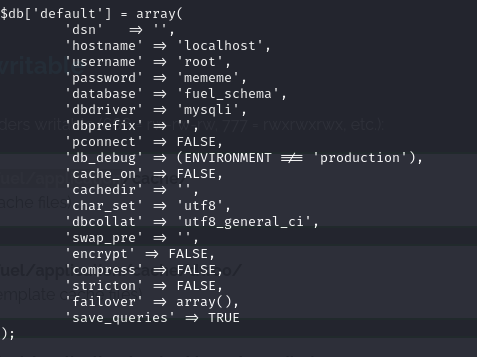 $db['default'] = array(
'dsn' => '',
'hostname' => 'localhost',
'username' => 'root',
'password' => 'mememe',
'database' => 'fuel_schema',
'dbdriver' => 'mysqli',
'dbprefix' => '',
'pconnect' => FALSE,
'db_debug' => (ENVIRONMENT !== 'production'),
'cache_on' => FALSE,
'cachedir' => '',
'char_set' => 'utf8',
'dbcollat' => 'utf8_general_ci',
'swap_pre' => '',
'encrypt' => FALSE,
'compress' => FALSE,
'stricton' => FALSE,
'failover' => array(),
'save_queries' => TRUE
);